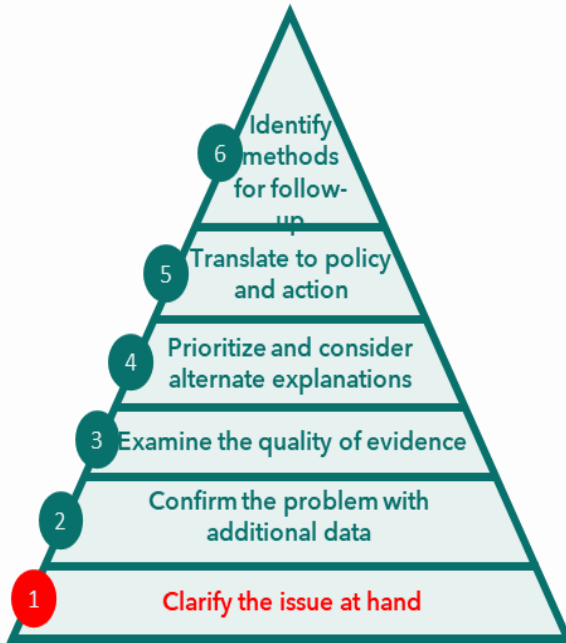 6
Identify
methods
for follow-
up
5
Translate to policy
and action
4
Prioritize and consider
alternate explanations
3
Examine the quality of evidence
2
Confirm the problem with
additional data
1
Clarify the issue at hand